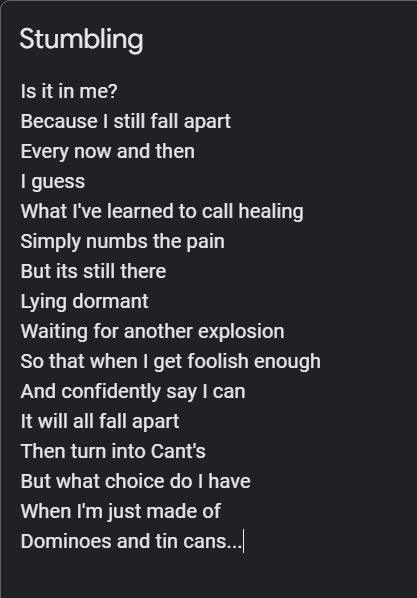 Stumbling
Is it in me?
Because I still fall apart
Every now and then
I guess
What I've learned to call healing
Simply numbs the pain
But its still there
Lying dormant
Waiting for another explosion
So that when I get foolish enough
And confidently say I can
It will all fall apart
Then turn into Cant's
But what choice do I have
When I'm just made of
Dominoes and tin cans...